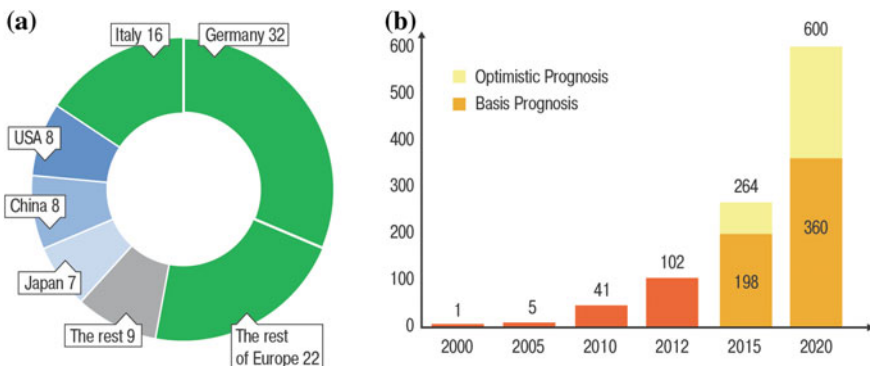 (a)
Italy 16
Germany 32
USA 8
China 8
Japan 7
The rest 9
The rest
of Europe 22
(b)
600
500
400
300
200
100
0
Optimistic Prognosis
Basis Prognosis
1
5
41
102
264
198
600
360
2000
2005
2010
2012
2015
2020